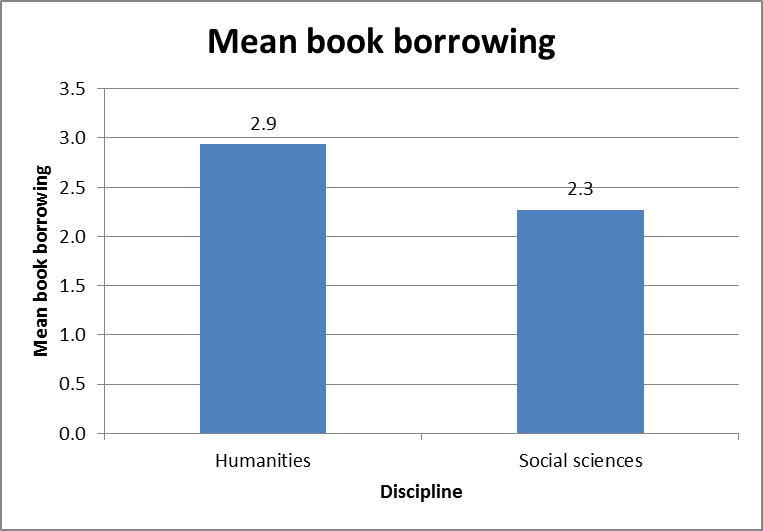 Mean book borrowing
Mean book borrowing
3.5
3.0
2.5
2.0
1.5
1.0
0.5
0.0
2.9
2.3
Humanities
Social sciences
Discipline